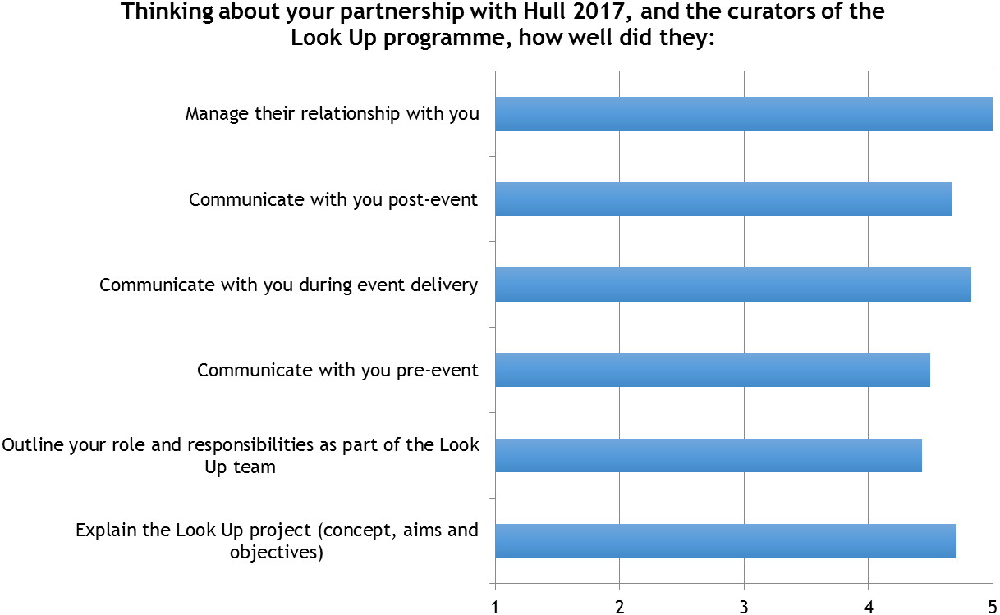 Thinking about your partnership with Hull 2017, and the curators of the
Look Up programme, how well did they:
Manage their relationship with you
Communicate with you post-event
Communicate with you during event delivery
Communicate with you pre-event
Outline your role and responsibilities as part of the Look
Up team
Explain the Look Up project (concept, aims and
objectives)
1 2 3 4 5